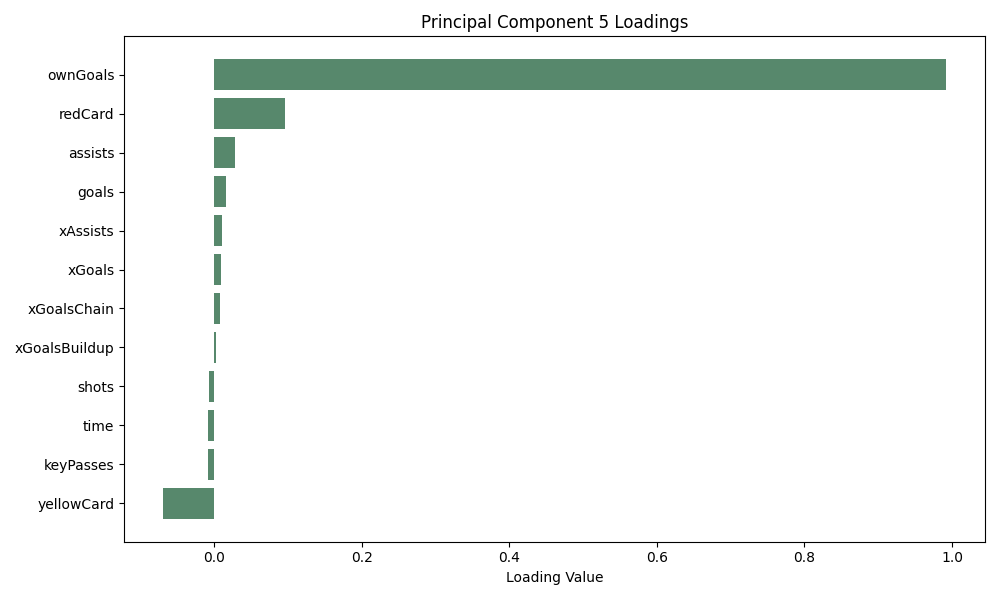 Principal Component 5 Loadings
ownGoals
redCard
assists
goals
xAssists
xGoals
xGoalsChain
xGoalsBuildup
shots
time
keyPasses
yellowCard
0.0 0.2 0.4 0.6 0.8 1.0
Loading Value